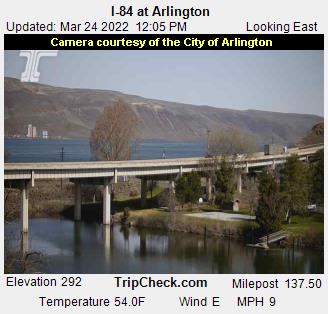 I-84 at Arlington
Updated: Mar 24 2022 12:05 PM Looking East
Camera courtesy of the City of Arlington
Elevation 292 TripCheck.com Milepost 137.50
Temperature 54.0F Wind E MPH 9